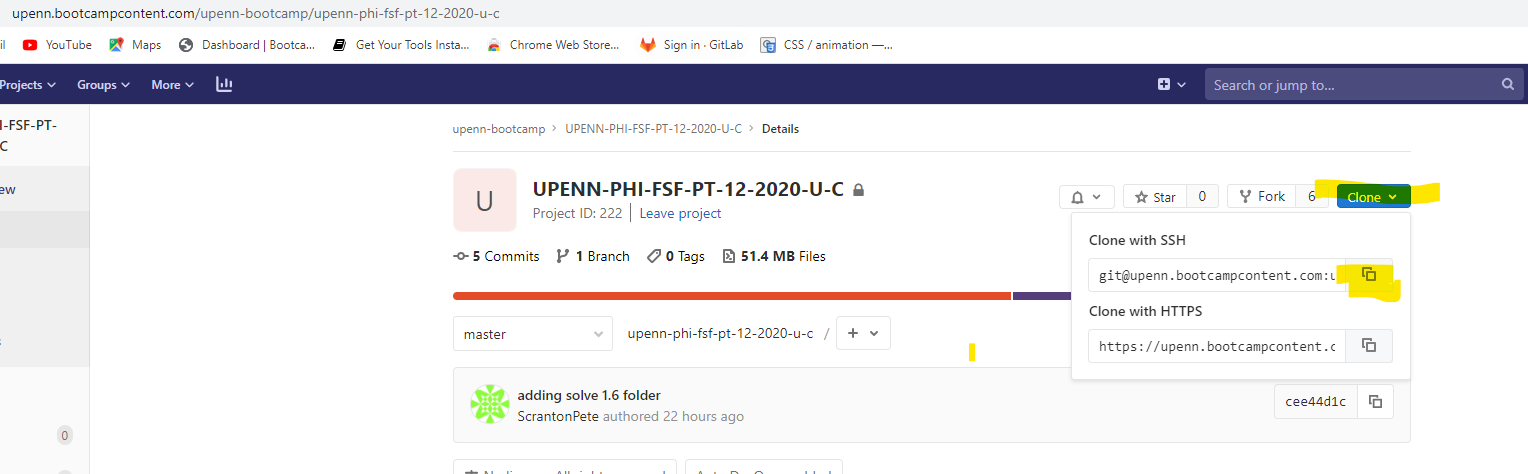 upenn.bootcampcontent.com/upenn-bootcamp/upenn-phi-fsf-pt-12-2020-u-c
il YouTube Maps Dashboard | Bootca... Get Your Tools Insta... Chrome Web Store... Sign in · GitLab CSS / animation —...
Projects Groups More Search or jump to...
I-FSF-PT-
C
ew
upenn-bootcamp > UPENN-PHI-FSF-PT-12-2020-U-C > Details
U
UPENN-PHI-FSF-PT-12-2020-U-C
Project ID: 222 | Leave project
Star 0 Fork 6 Clone
5 Commits 1 Branch 0 Tags 51.4 MB Files
Clone with SSH
git@upenn.bootcampcontent.com:u
Clone with HTTPS
https://upenn.bootcampcontent.c
master upenn-phi-fsf-pt-12-2020-u-c / +
adding solve 1.6 folder
ScrantonPete authored 22 hours ago
cee44d1c
0